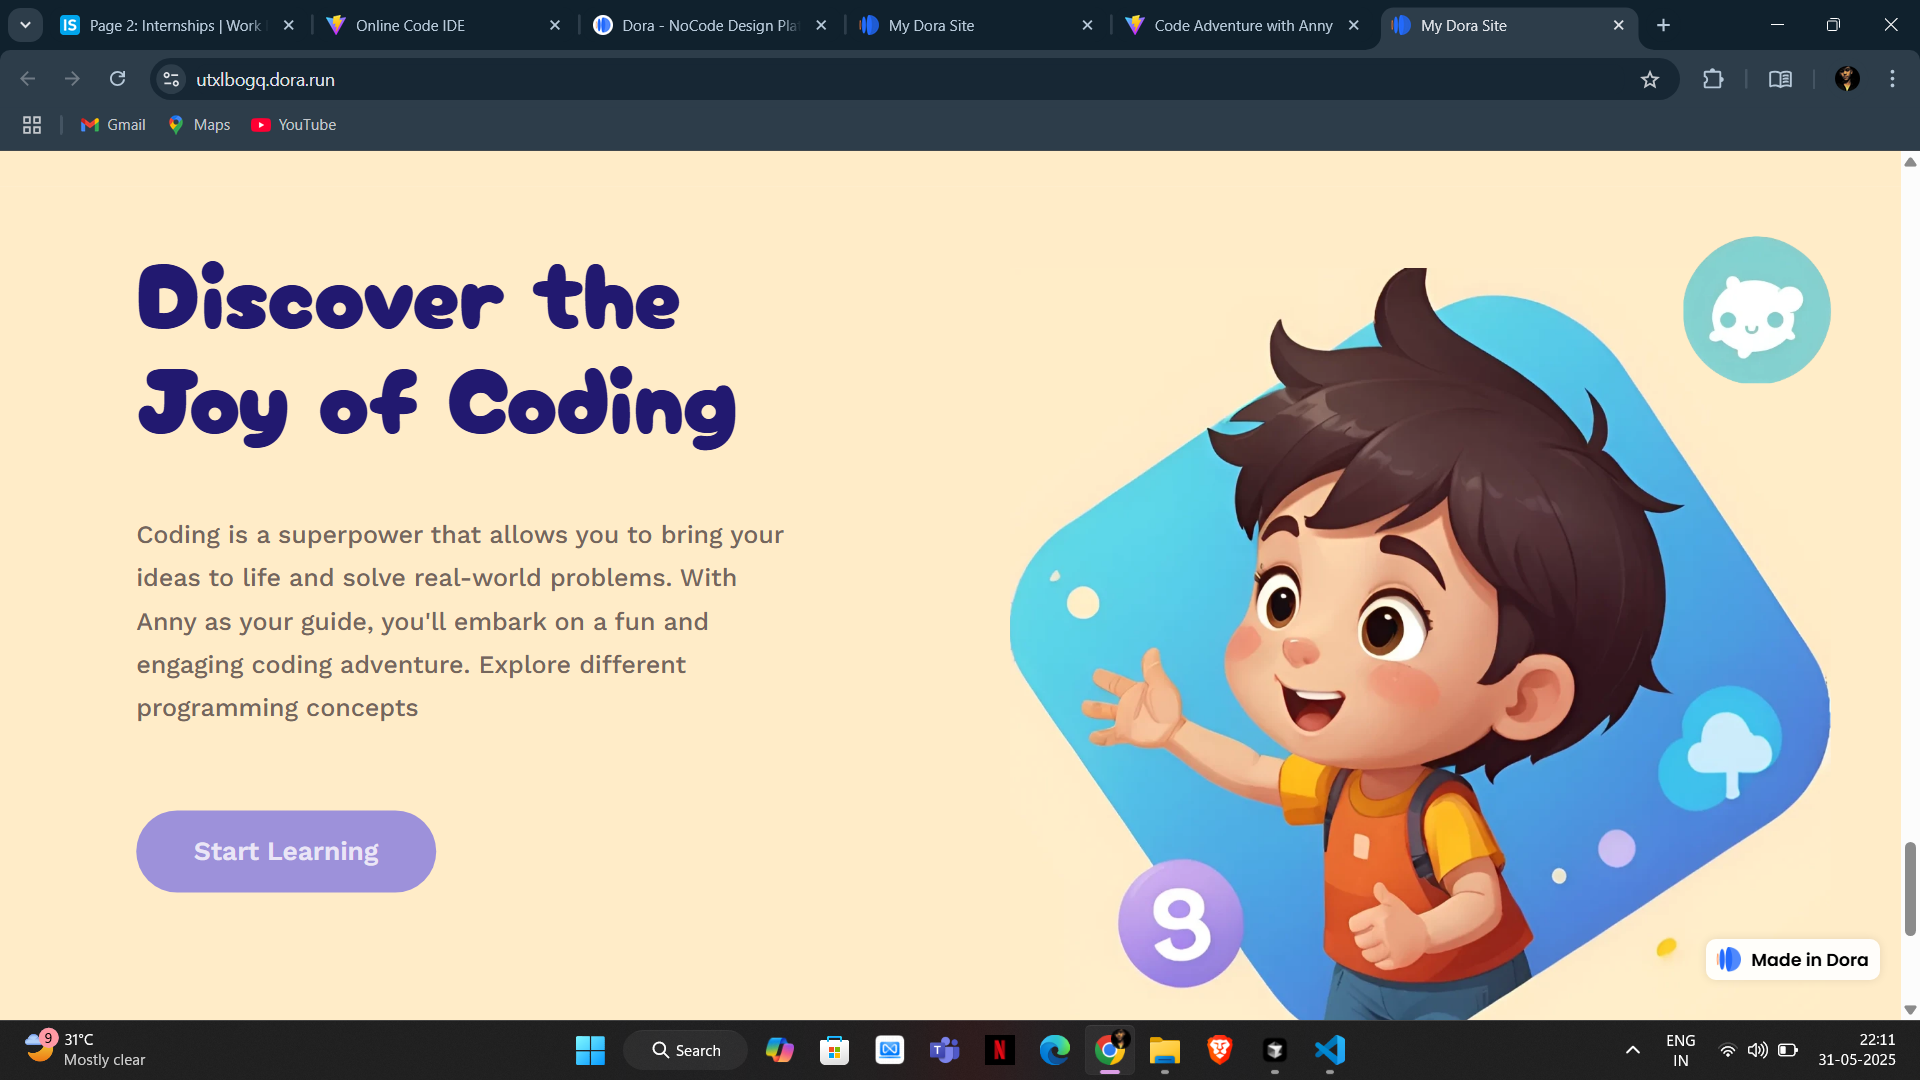 Page 2: Internships | Work
Online Code IDE
Dora - NoCode Design Pla
My Dora Site
Code Adventure with Anny
My Dora Site
utxlbogq.dora.run
Gmail
Maps
YouTube
Discover the
Joy of Coding
Coding is a superpower that allows you to bring your
ideas to life and solve real-world problems. With
Anny as your guide, you'll embark on a fun and
engaging coding adventure. Explore different
programming concepts
Start Learning
8
Made in Dora
9
31°C
Mostly clear
Search
ENG
IN
22:11
31-05-2025